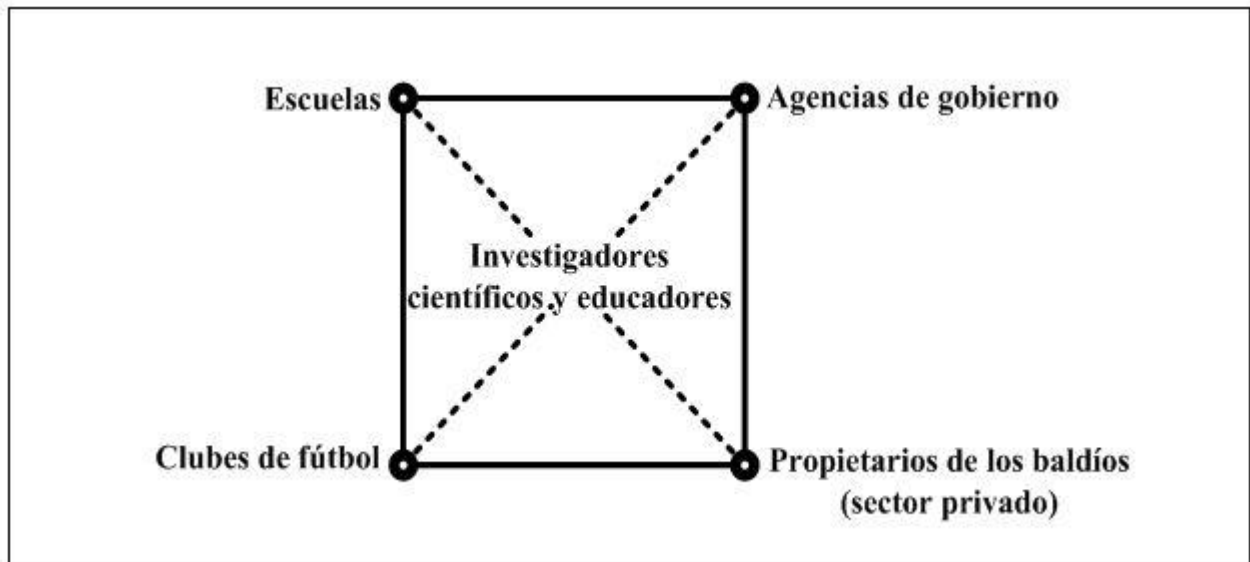 Escuelas
Agencias de gobierno
Investigadores
científicos y educadores
Clubes de fútbol
Propietarios de los baldíos
(sector privado)